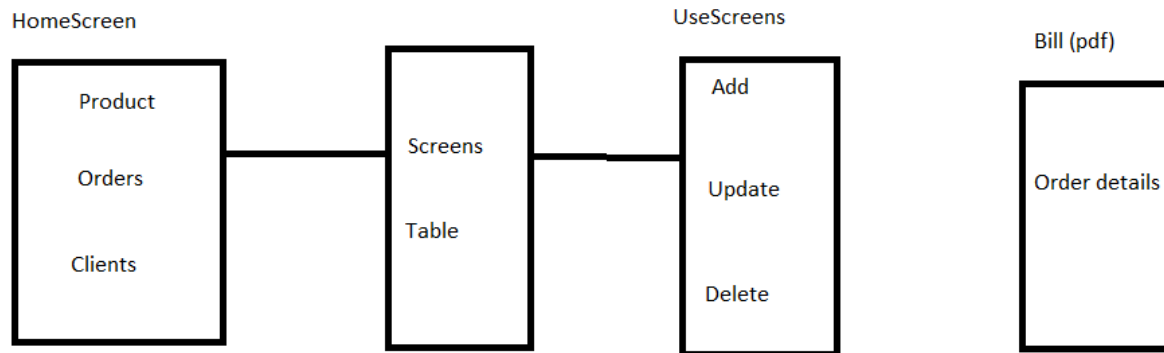 HomeScreen
Product
Orders
Clients
Screens
Table
UseScreens
Add
Update
Delete
Bill (pdf)
Order details